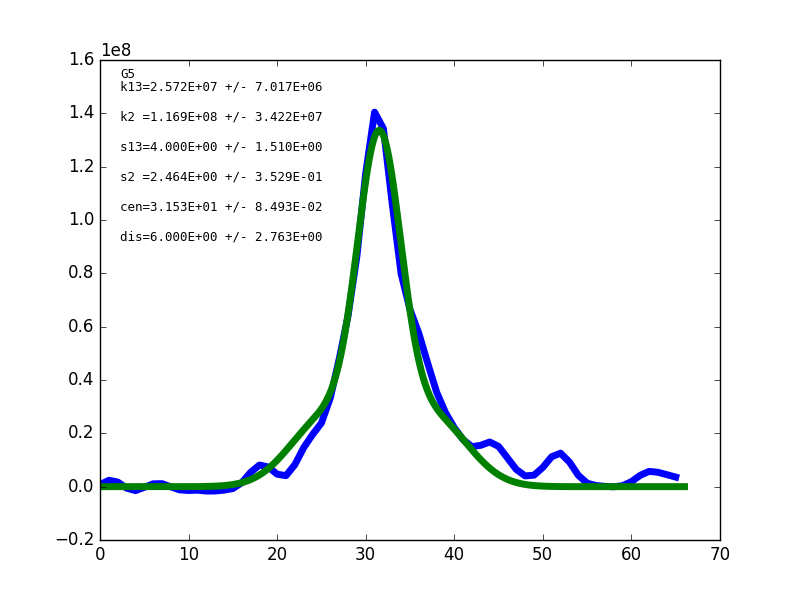 1e8
1.6
1.4
1.2
1.0
0.8
0.6
0.4
0.2
0.0
−0.2
G5
k13=2.572E+07 +/- 7.017E+06
k2 =1.169E+08 +/- 3.422E+07
s13=4.000E+00 +/- 1.510E+00
s2 =2.464E+00 +/- 3.529E-01
cen=3.153E+01 +/- 8.493E-02
dis=6.000E+00 +/- 2.763E+00
0 10 20 30 40 50 60 70